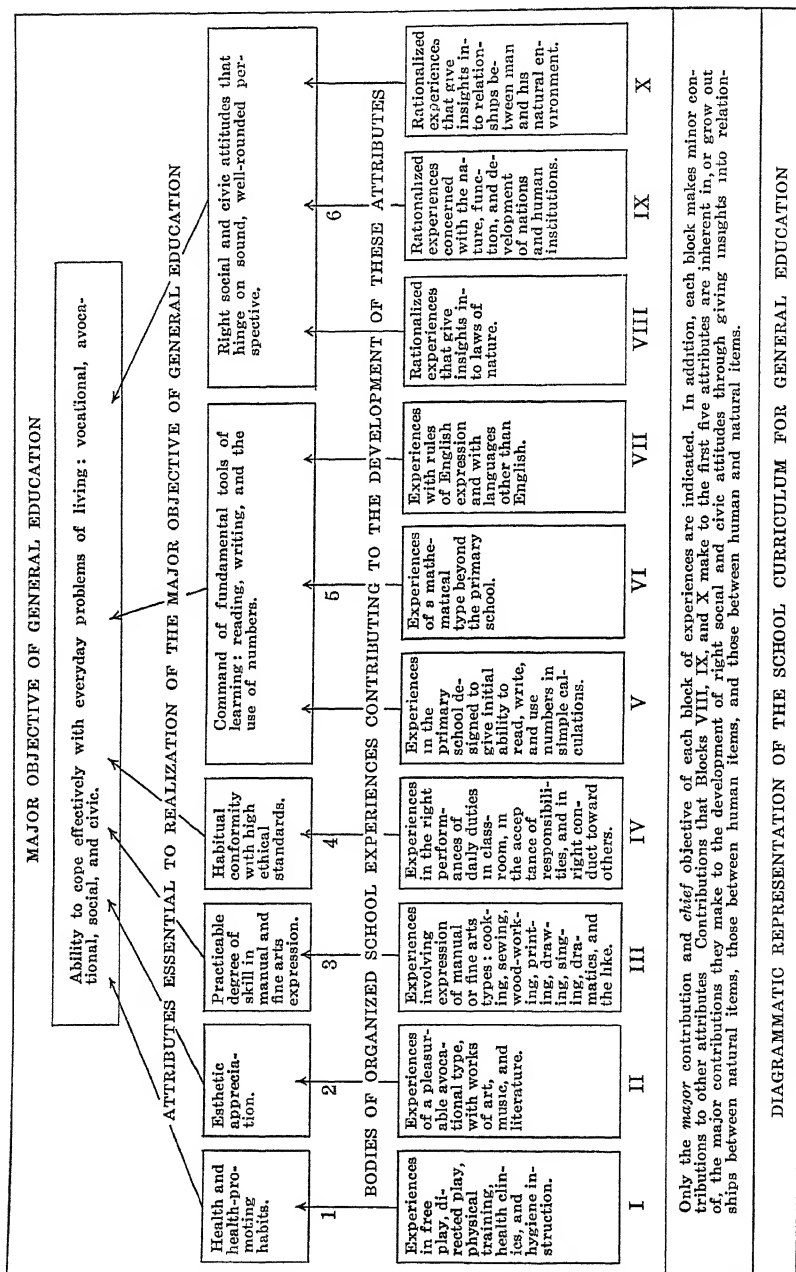 MAJOR OBJECTIVE OF GENERAL EDUCATION
Ability to cope effectively with everyday problems of living: vocational, avoca-
tional, social, and civic.
ATTRIBUTES ESSENTIAL TO REALIZATION OF THE MAJOR OBJECTIVE OF GENERAL EDUCATION
Health and
health-pro-
moting
habits.
1
Esthetic
apprecia-
tion.
2
Practicable
degree of
skill in
manual and
fine arts
expression.
3
Habitual
conformity
with high
ethical
standards.
4
Command of fundamental tools of
learning: reading, writing, and the
use of numbers.
5
Right social and civic attitudes that
hinge on sound, well-rounded per-
spective.
6
BODIES OF ORGANIZED SCHOOL EXPERIENCES CONTRIBUTING TO THE DEVELOPMENT OF THESE ATTRIBUTES
Experiences
in free
play, di-
rected play,
physical
training,
health clin-
ics, and
hygiene in-
struction.
I
Experiences
of a pleasur-
able avoca-
tional type,
with works
of art,
music, and
literature.
II
Experiences
involving
expression
of manual
or fine arts
types: cook-
ing, sewing,
wood-work-
ing, print-
ing, draw-
ing, sing-
ing, dra-
matics, and
the like.
III
Experiences
in the right
perform-
ances of
daily duties
in class-
room, in
the accep-
tance of
responsibili-
ties, and in
right con-
duct toward
others.
IV
Experiences
in the
primary
school de-
signed to
give initial
ability to
read, write,
and use
numbers in
simple cal-
culations.
V
Experiences
of a mathe-
matical
type beyond
the primary
school.
VI
Experiences
with rules
of English
expression
and with
languages
other than
English.
VII
Rationalized
experiences
that give
insights in-
to laws of
nature.
VIII
Rationalized
experiences
concerned
with the na-
ture, func-
tion, and de-
velopment
of nations
and human
institutions.
IX
Rationalized
experiences
that give
insights in-
to relation-
ships be-
tween man
and his
natural en-
vironment.
X
Only the major contribution and chief objective of each block of experiences are indicated. In addition, each block makes minor con-
tributions to other attributes Contributions that Blocks VIII, IX, and X make to the first five attributes are inherent in, or grow out
of, the major contributions they make to the development of right social and civic attitudes through giving insights into relation-
ships between natural items, those between human items, and those between human and natural items.
DIAGRAMMATIC REPRESENTATION OF THE SCHOOL CURRICULUM FOR GENERAL EDUCATION